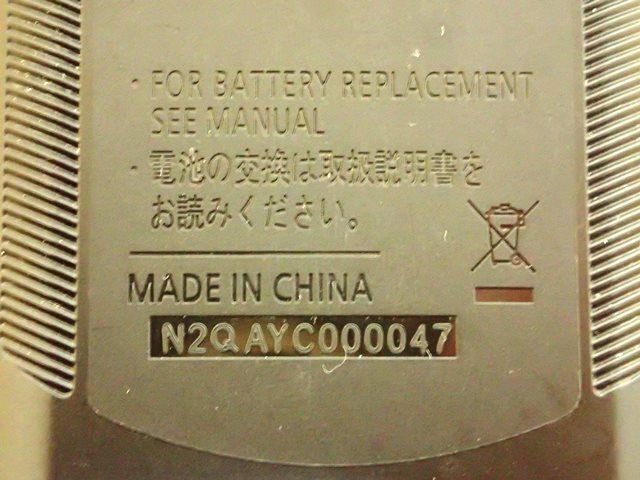 ・FOR BATTERY REPLACEMENT
SEE MANUAL
・電池の交換は取扱説明書を
お読みください。
MADE IN CHINA
N2QAYC000047